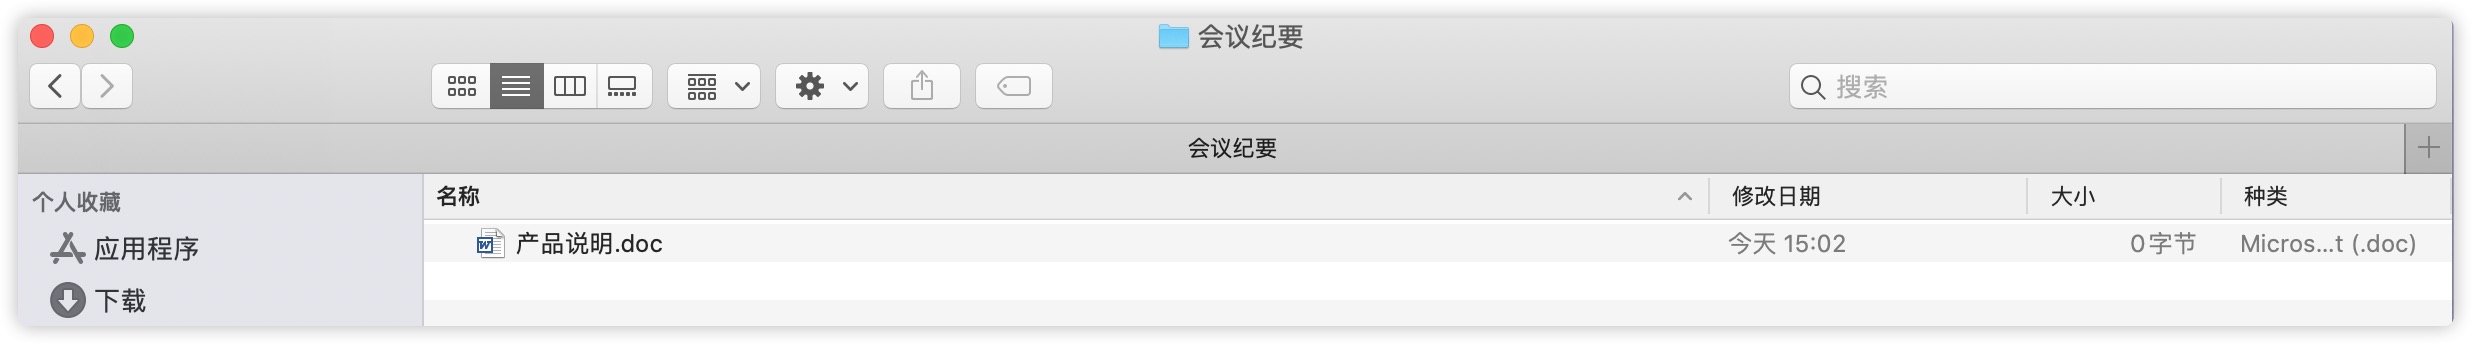 会议纪要
搜索
会议纪要
个人收藏
名称 修改日期 大小 种类
应用程序
产品说明.doc 今天 15:02 0字节 Micros...t (.doc)
下载